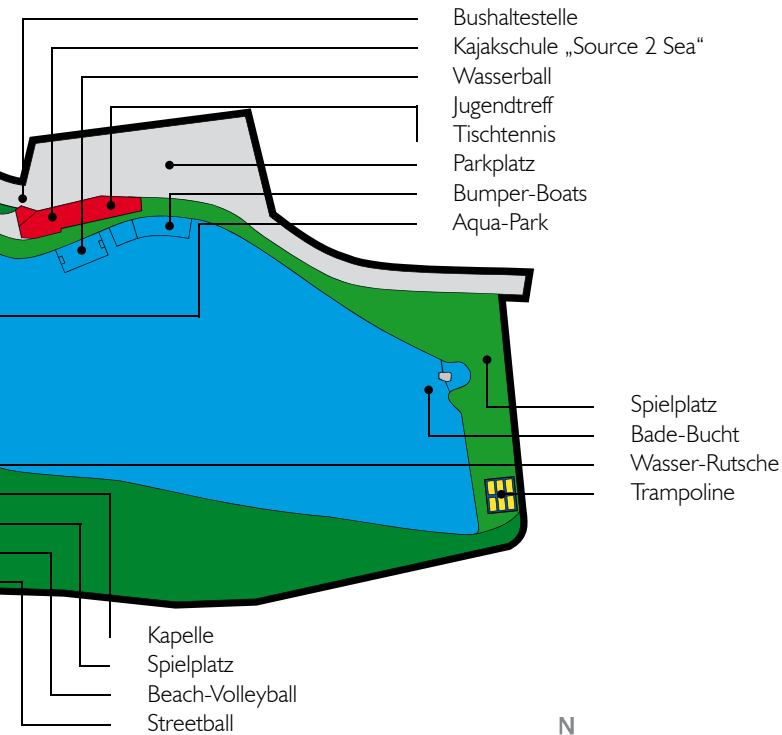 Bushaltestelle
Kajakschule „Source 2 Sea“
Wasserball
Jugendtreff
Tischtennis
Parkplatz
Bumper-Boats
Aqua-Park
Spielplatz
Bade-Bucht
Wasser-Rutsche
Trampoline
Kapelle
Spielplatz
Beach-Volleyball
Streetball
N